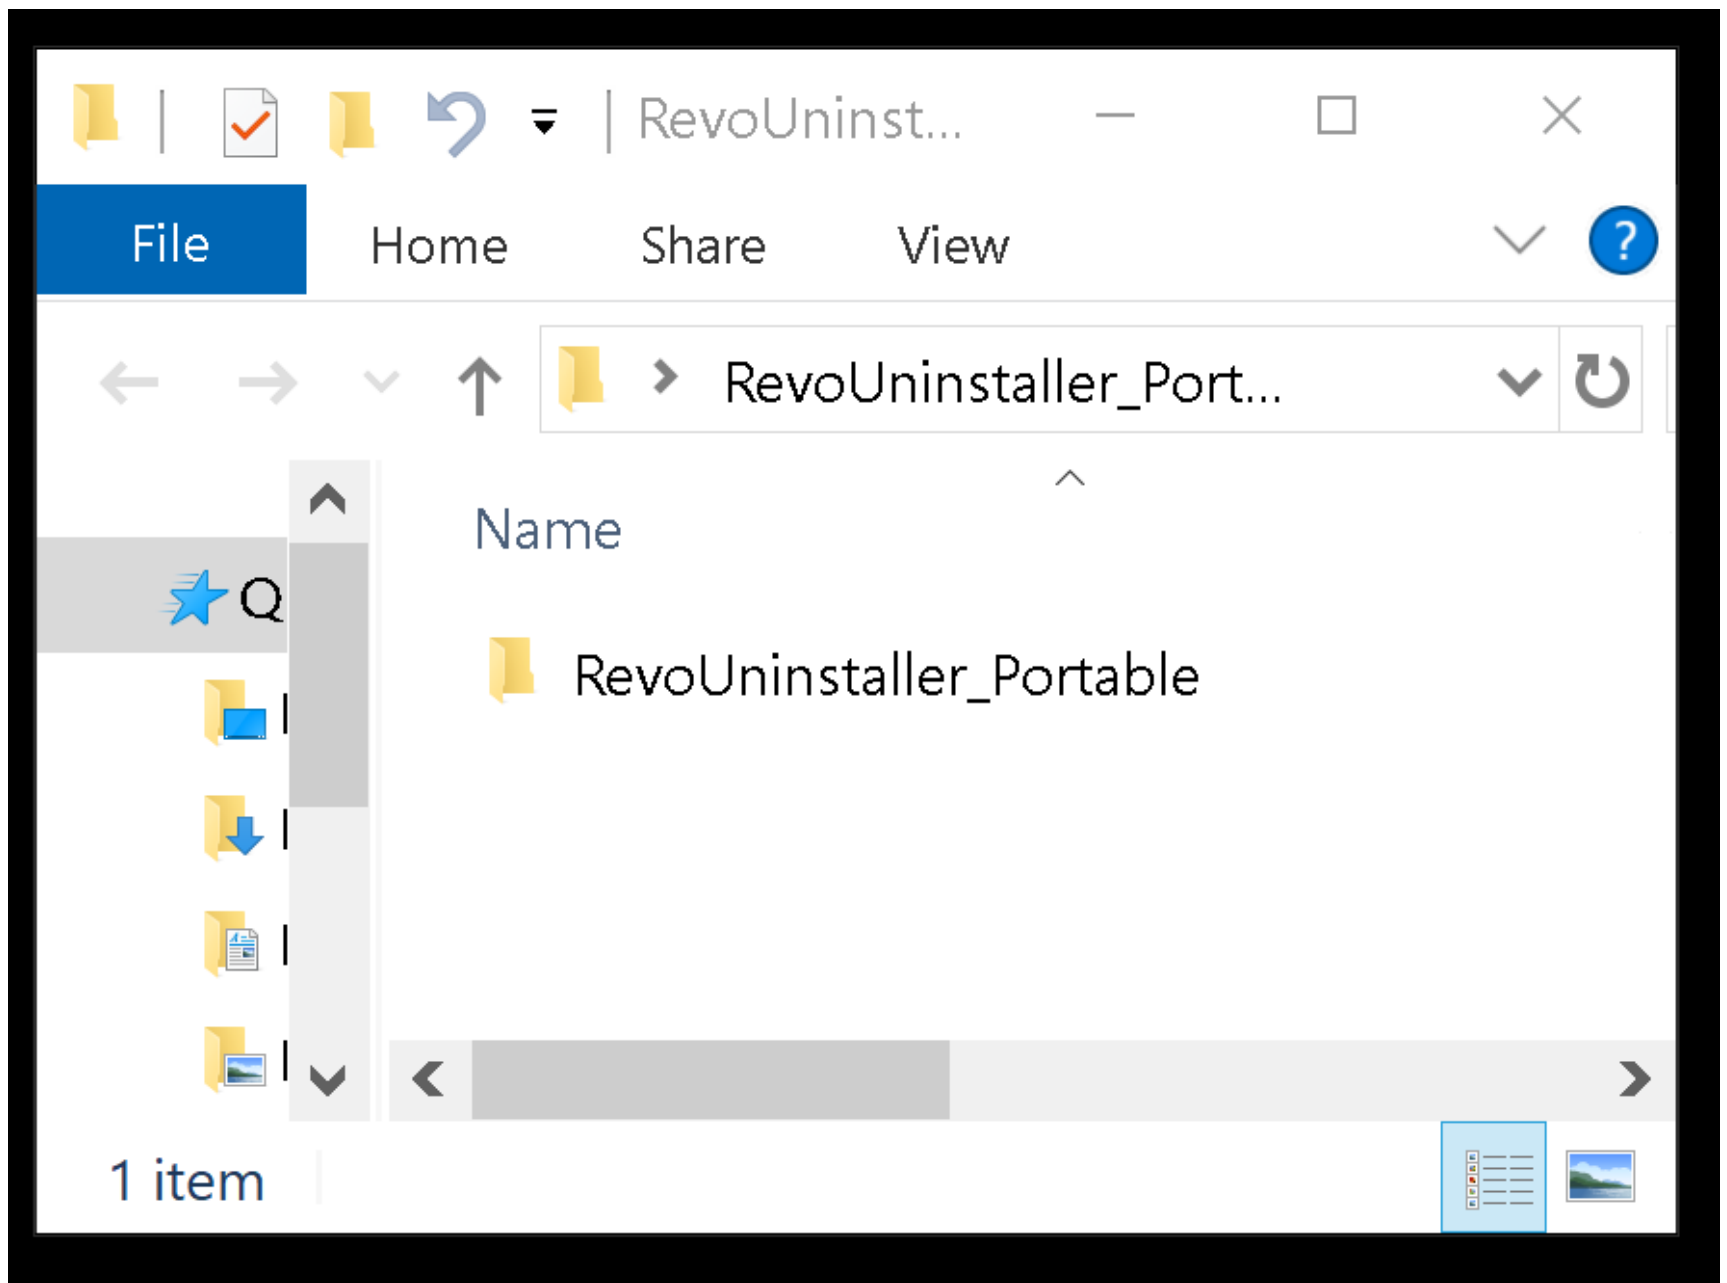 RevoUninst...
File Home Share View
RevoUninstaller_Port...
Name
Q
RevoUninstaller_Portable
1 item